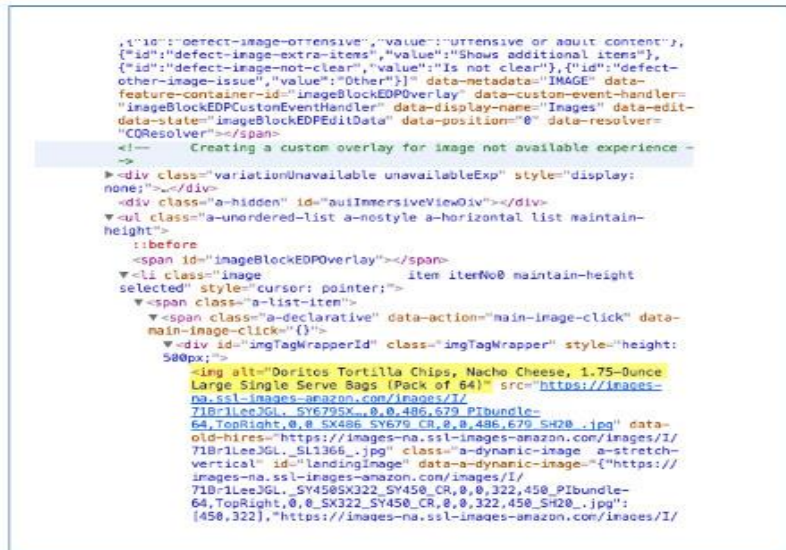 ,{"id":"defect-image-offensive","value":"Offensive or adult content"},
{"id":"defect-image-extra-items","value":"Shows additional items"},
{"id":"defect-image-not-clear","value":"Is not clear"},{"id":"defect-
other-image-issue","value":"Other"}]" data-metadata="IMAGE" data-
feature-container-id="imageBlockEDPOverlay" data-custom-event-handler=
"imageBlockEDPCustomEventHandler" data-display-name="Images" data-edit-
data-state="imageBlockEDPEditData" data-position="0" data-resolver=
"CQResolver"></span>
<!-- Creating a custom overlay for image not available experience -
->
▶<div class="variationUnavailable unavailableExp" style="display:
none;">…</div>
<div class="a-hidden" id="auiImmersiveViewDiv"></div>
▼<ul class="a-unordered-list a-nostyle a-horizontal list maintain-
height">
::before
<span id="imageBlockEDPOverlay"></span>
▼<li class="image item itemNo0 maintain-height
selected" style="cursor: pointer;">
▼<span class="a-list-item">
▼<span class="a-declarative" data-action="main-image-click" data-
main-image-click="{}">
▼<div id="imgTagWrapperId" class="imgTagWrapper" style="height:
500px;">
<img alt="Doritos Tortilla Chips, Nacho Cheese, 1.75-Ounce
Large Single Serve Bags (Pack of 64)" src="https://images-
na.ssl-images-amazon.com/images/I/
71Br1LeeJGL._SY679SX…,0,0,486,679_PIbundle-
64,TopRight,0,0_SX486_SY679_CR,0,0,486,679_SH20_.jpg" data-
old-hires="https://images-na.ssl-images-amazon.com/images/I/
71Br1LeeJGL._SL1366_.jpg" class="a-dynamic-image a-stretch-
vertical" id="landingImage" data-a-dynamic-image="{"https://
images-na.ssl-images-amazon.com/images/I/
71Br1LeeJGL._SY450SX322_SY450_CR,0,0,322,450_PIbundle-
64,TopRight,0,0_SX322_SY450_CR,0,0,322,450_SH20_.jpg":
[450,322],"https://images-na.ssl-images-amazon.com/images/I/